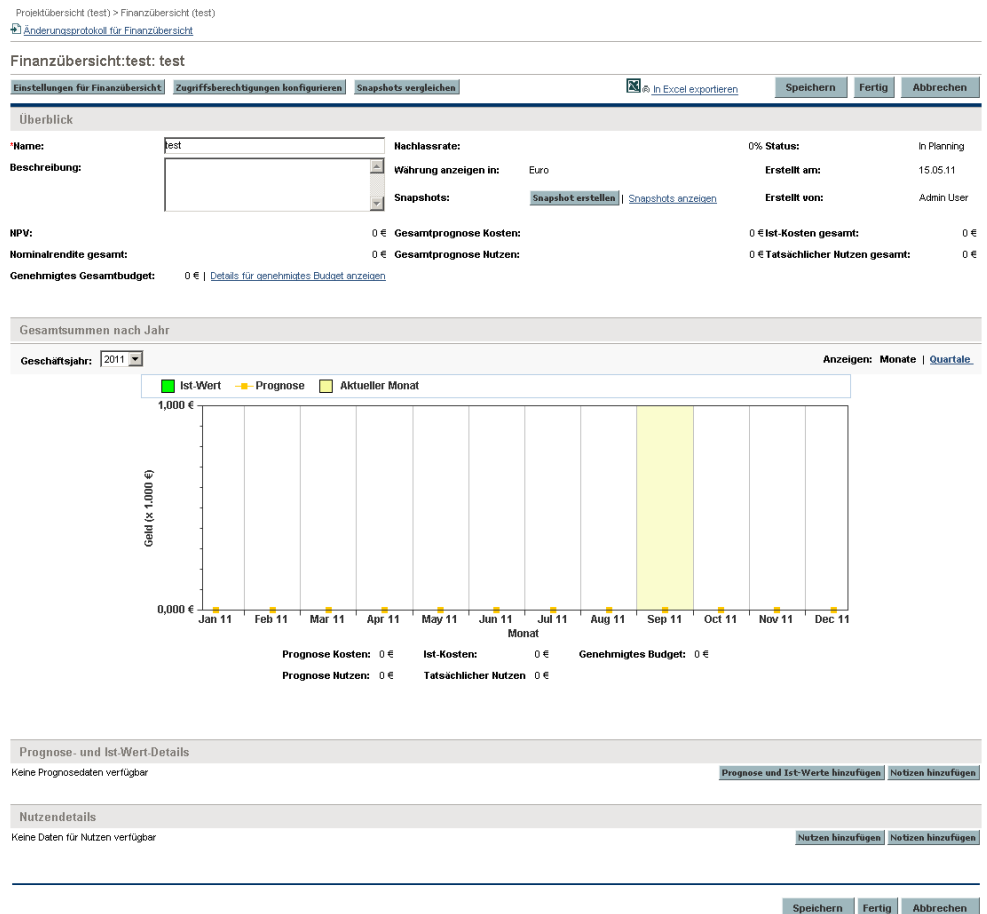 Projektübersicht (test) > Finanzübersicht (test)
Änderungsprotokoll für Finanzübersicht
Finanzübersicht:test: test
Einstellungen für Finanzübersicht Zugriffsberechtigungen konfigurieren Snapshots vergleichen In Excel exportieren Speichern Fertig Abbrechen
Überblick
*Name: test Nachlassrate: 0% Status: In Planning
Beschreibung: Währung anzeigen in: Euro Erstellt am: 15.05.11
Snapshots: Snapshot erstellen | Snapshots anzeigen Erstellt von: Admin User
NPV: 0 € Gesamtprognose Kosten: 0 € Ist-Kosten gesamt: 0 €
Nominalrendite gesamt: 0 € Gesamtprognose Nutzen: 0 € Tatsächlicher Nutzen gesamt: 0 €
Genehmigtes Gesamtbudget: 0 € | Details für genehmigtes Budget anzeigen
Gesamtsummen nach Jahr
Geschäftsjahr: 2011 Anzeigen: Monate | Quartale
Ist-Wert Prognose Aktueller Monat
1,000 €
Geld (x 1.000 €)
0,000 €
Jan 11 Feb 11 Mar 11 Apr 11 May 11 Jun 11 Jul 11 Aug 11 Sep 11 Oct 11 Nov 11 Dec 11
Monat
Prognose Kosten: 0 € Ist-Kosten: 0 € Genehmigtes Budget: 0 €
Prognose Nutzen: 0 € Tatsächlicher Nutzen 0 €
Prognose- und Ist-Wert-Details
Keine Prognosedaten verfügbar Prognose und Ist-Werte hinzufügen Notizen hinzufügen
Nutzendetails
Keine Daten für Nutzen verfügbar Nutzen hinzufügen Notizen hinzufügen
Speichern Fertig Abbrechen